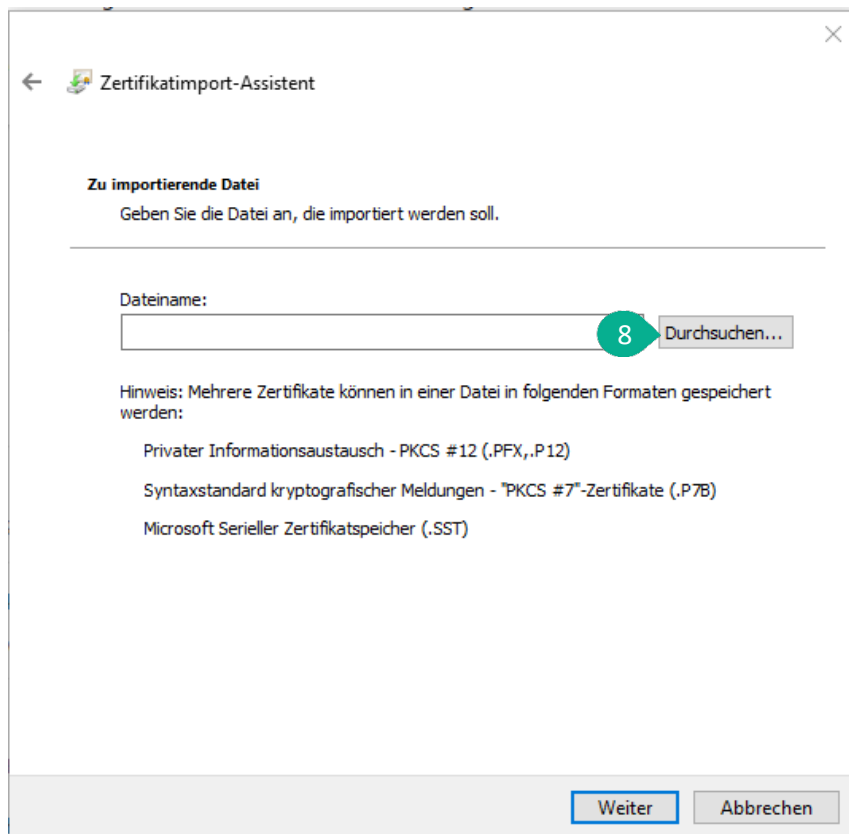 Zertifikatimport-Assistent
Zu importierende Datei
Geben Sie die Datei an, die importiert werden soll.
Dateiname:
8 Durchsuchen...
Hinweis: Mehrere Zertifikate können in einer Datei in folgenden Formaten gespeichert
werden:
Privater Informationsaustausch - PKCS #12 (.PFX,.P12)
Syntaxstandard kryptografischer Meldungen - "PKCS #7"-Zertifikate (.P7B)
Microsoft Serieller Zertifikatspeicher (.SST)
Weiter Abbrechen